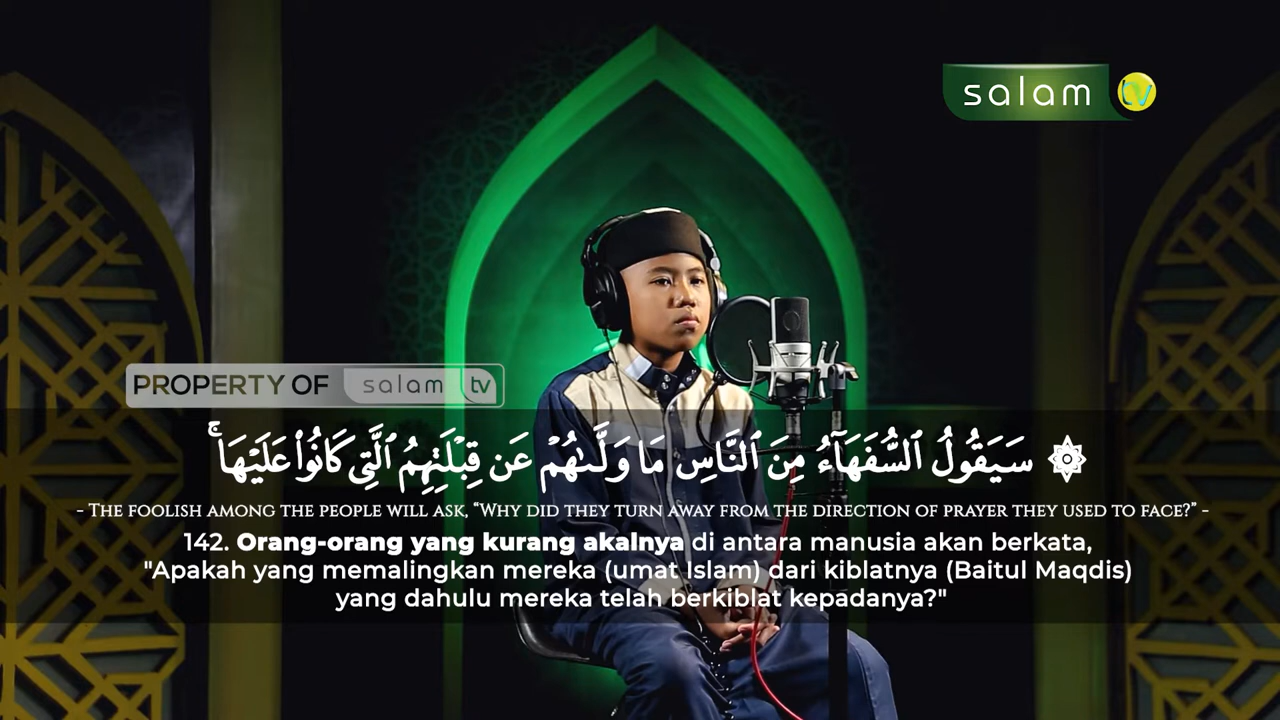 salam tv
PROPERTY OF salam tv
۞ سَيَقُولُ ٱلسُّفَهَآءُ مِنَ ٱلنَّاسِ مَا وَلَّىٰهُمْ عَن قِبْلَتِهِمُ ٱلَّتِى كَانُوا۟ عَلَيْهَا ۚ
- THE FOOLISH AMONG THE PEOPLE WILL ASK, “WHY DID THEY TURN AWAY FROM THE DIRECTION OF PRAYER THEY USED TO FACE?” -
142. Orang-orang yang kurang akalnya di antara manusia akan berkata,
"Apakah yang memalingkan mereka (umat Islam) dari kiblatnya (Baitul Maqdis)
yang dahulu mereka telah berkiblat kepadanya?"